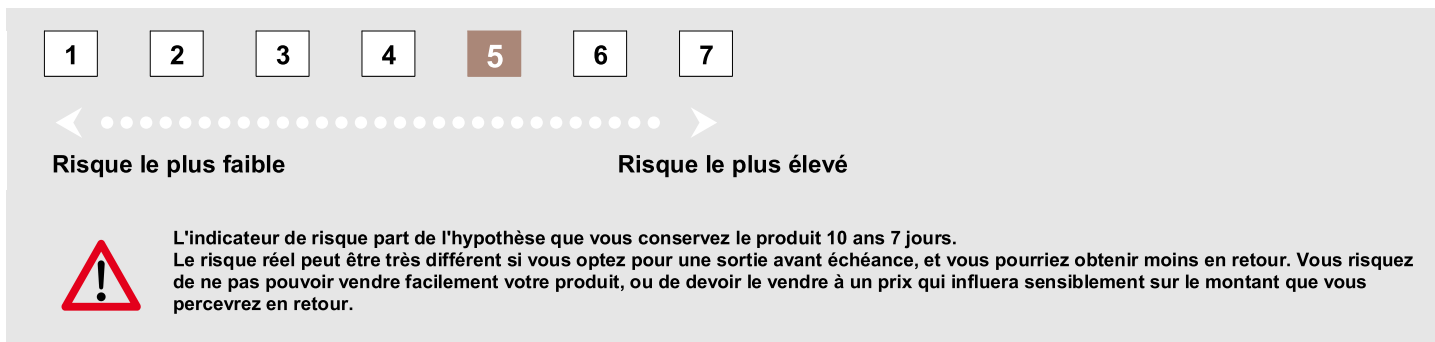 1 2 3 4 5 6 7
Risque le plus faible Risque le plus élevé
L'indicateur de risque part de l'hypothèse que vous conservez le produit 10 ans 7 jours.
Le risque réel peut être très différent si vous optez pour une sortie avant échéance, et vous pourriez obtenir moins en retour. Vous risquez
de ne pas pouvoir vendre facilement votre produit, ou de devoir le vendre à un prix qui influera sensiblement sur le montant que vous
percevrez en retour.